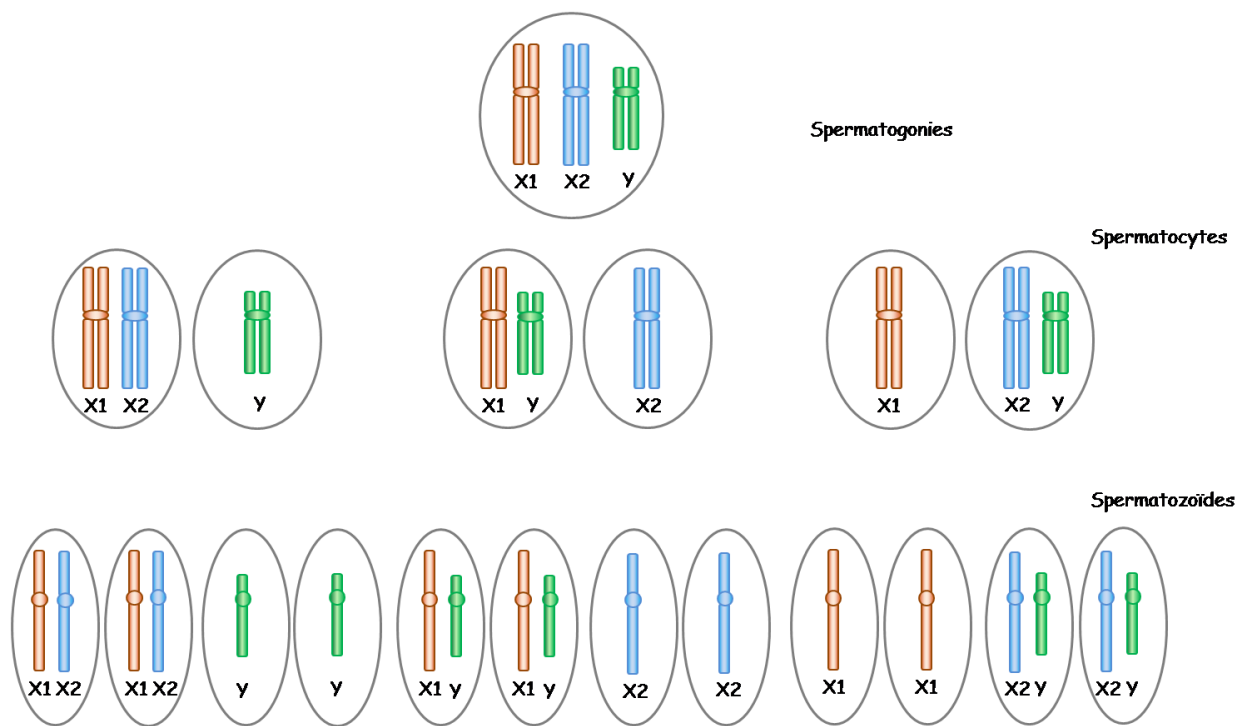 Spermatogonies
X1 X2 Y
Spermatocytes
X1 X2 Y X1 Y X2 X1 X2 Y
Spermatozoïdes
X1 X2 X1 X2 Y Y X1 Y X1 Y X2 X2 X1 X1 X2 Y X2 Y